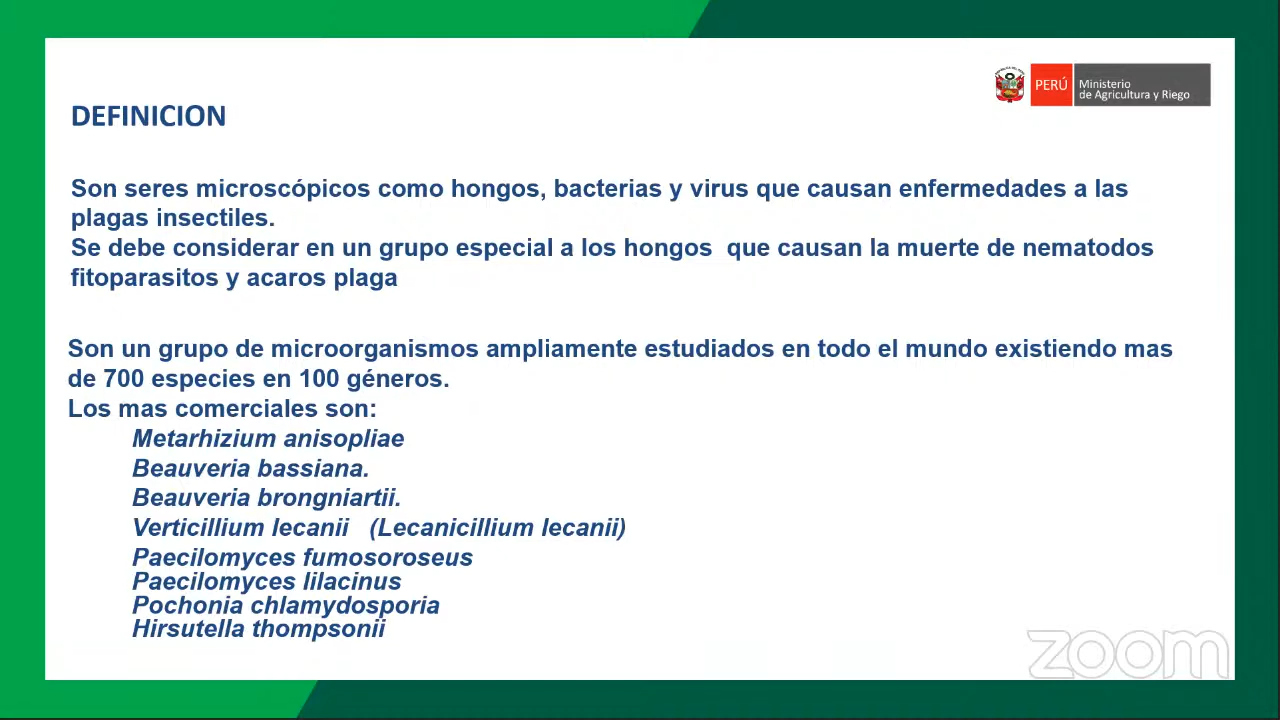 PERÚ
Ministerio
de Agricultura y Riego
DEFINICION
Son seres microscópicos como hongos, bacterias y virus que causan enfermedades a las
plagas insectiles.
Se debe considerar en un grupo especial a los hongos  que causan la muerte de nematodos
fitoparasitos y acaros plaga
Son un grupo de microorganismos ampliamente estudiados en todo el mundo existiendo mas
de 700 especies en 100 géneros.
Los mas comerciales son:
Metarhizium anisopliae
Beauveria bassiana.
Beauveria brongniartii.
Verticillium lecanii   (Lecanicillium lecanii)
Paecilomyces fumosoroseus
Paecilomyces lilacinus
Pochonia chlamydosporia
Hirsutella thompsonii
zoom